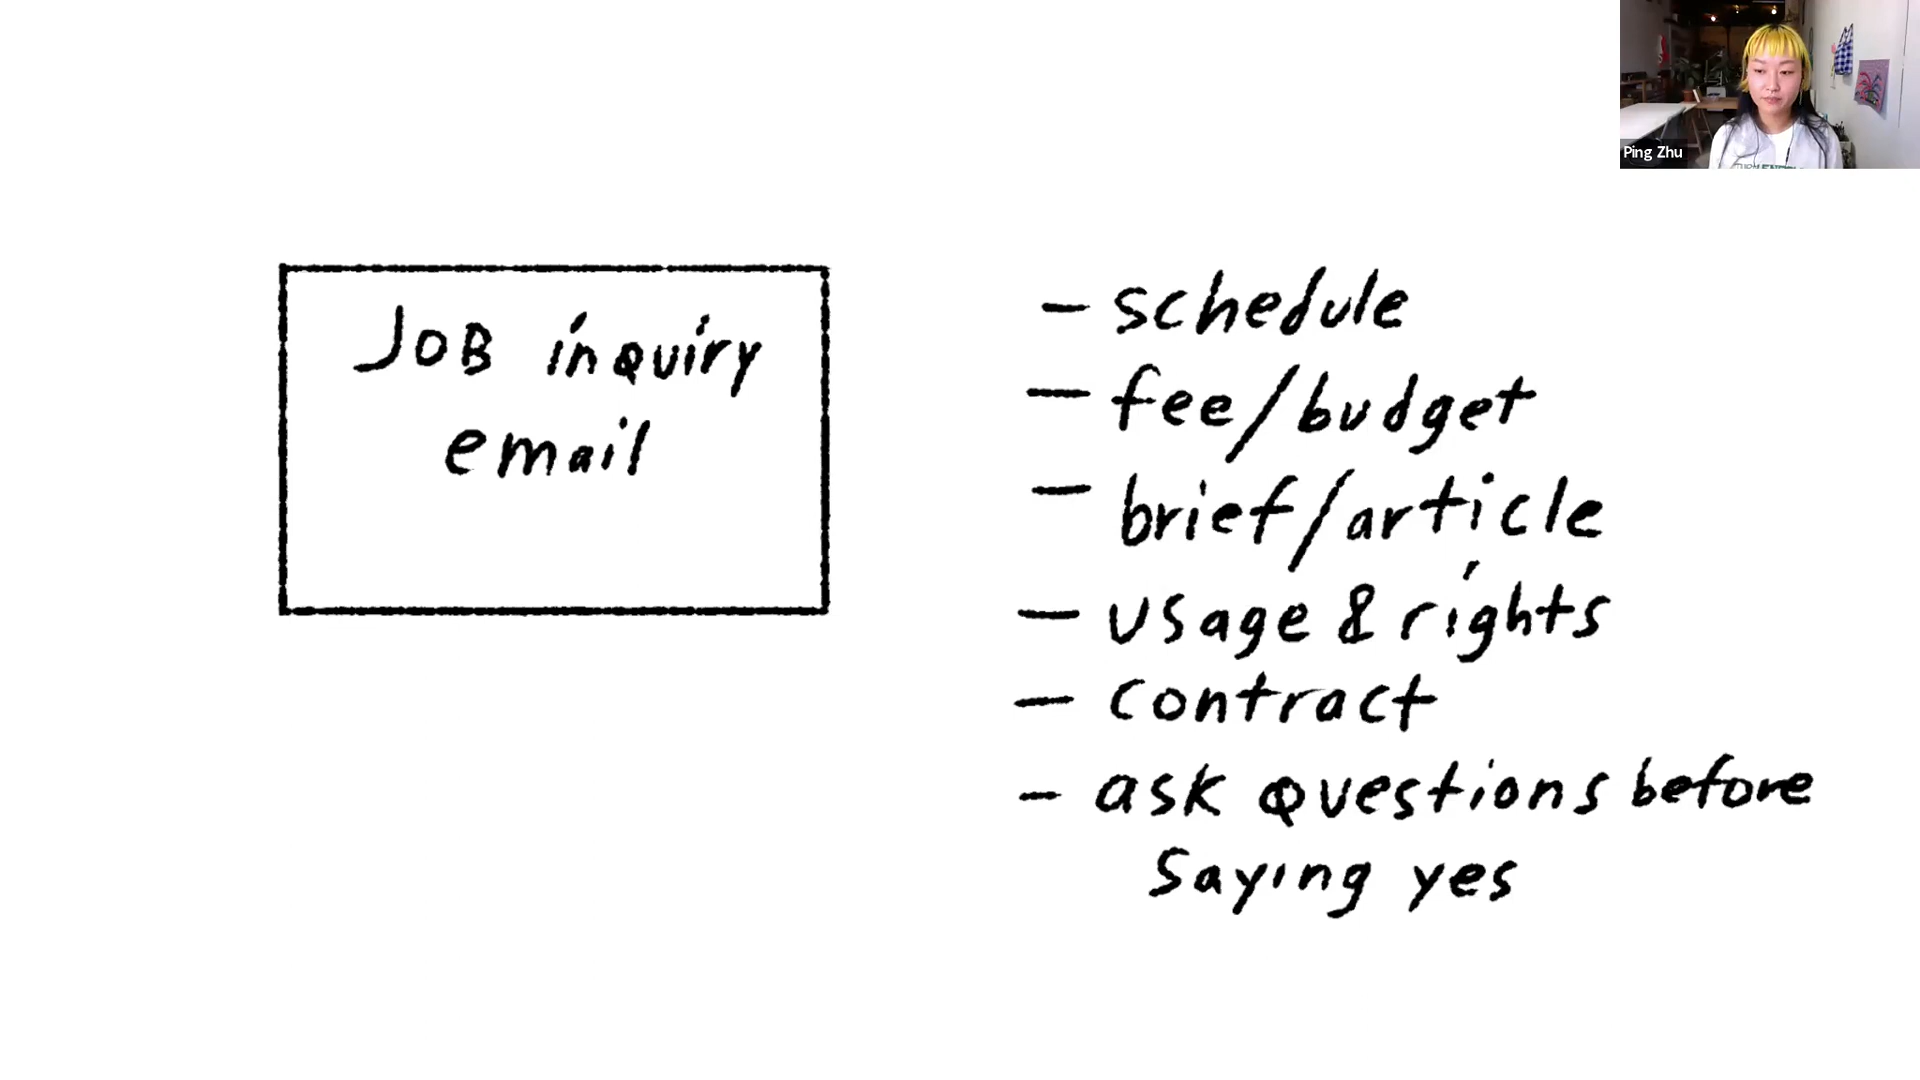 Ping Zhu
JOB inquiry
email
- schedule
- fee/budget
- brief/article
- usage & rights
- contract
- ask questions before
saying yes